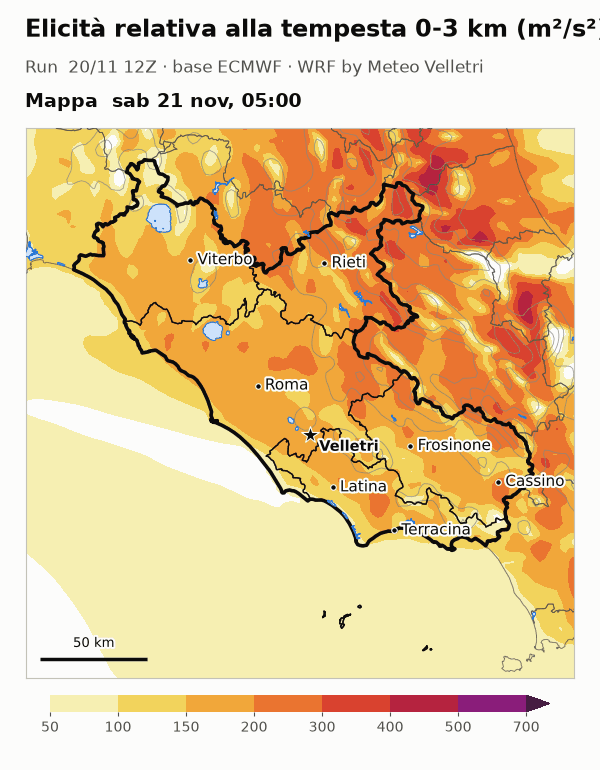 Elicità relativa alla tempesta 0-3 km (m²/s²)
Run 20/11 12Z · base ECMWF · WRF by Meteo Velletri
Mappa sab 21 nov, 05:00
Viterbo
Rieti
Roma
Velletri
Frosinone
Latina
Cassino
Terracina
50 km
50 100 150 200 300 400 500 700